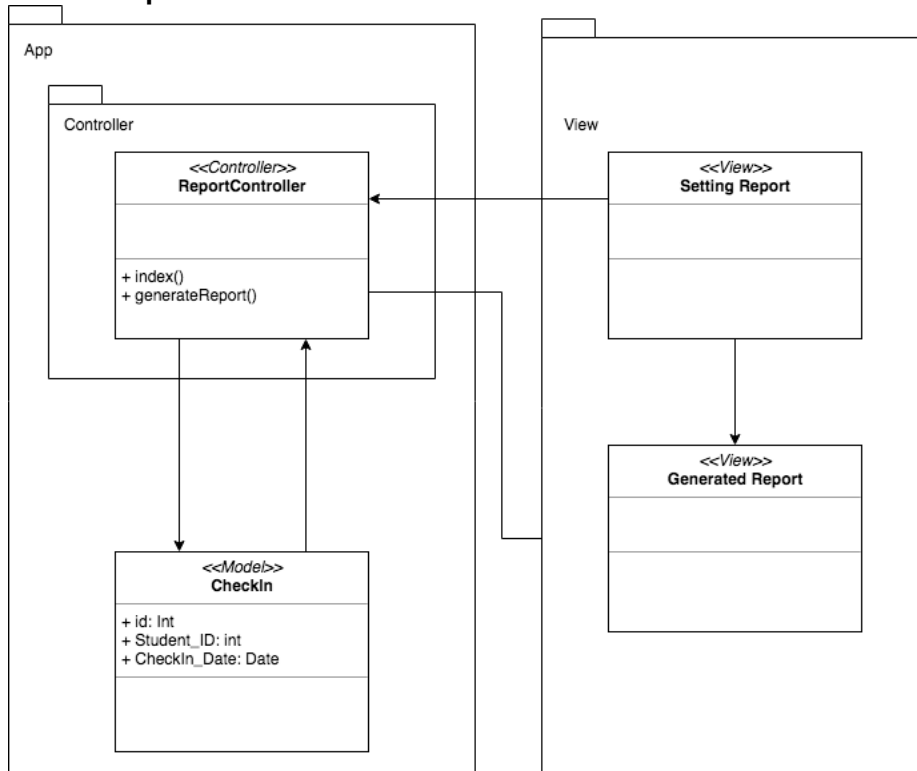 App
Controller
<<Controller>>
ReportController
+ index()
+ generateReport()
<<Model>>
CheckIn
+ id: Int
+ Student_ID: int
+ CheckIn_Date: Date
View
<<View>>
Setting Report
<<View>>
Generated Report